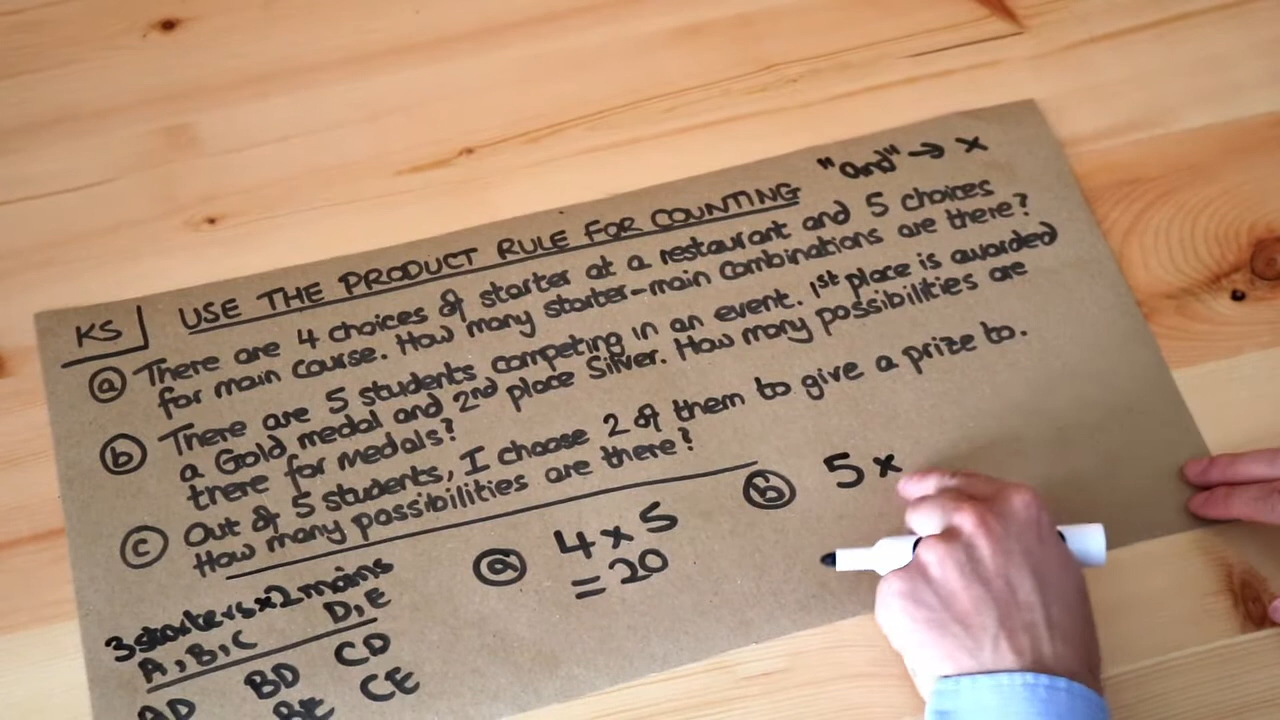 "and" → x
KS USE THE PRODUCT RULE FOR COUNTING
ⓐ There are 4 choices of starter at a restaurant and 5 choices
for main course. How many starter-main combinations are there?
ⓑ There are 5 students competing in an event. 1st place is awarded
a Gold medal and 2nd place Silver. How many possibilities are
there for medals?
ⓒ Out of 5 students, I choose 2 of them to give a prize to.
How many possibilities are there?
3 starters x 2 mains
A, B, C D, E
AD BD CD
BE CE
ⓐ 4 x 5
= 20
ⓑ 5 x